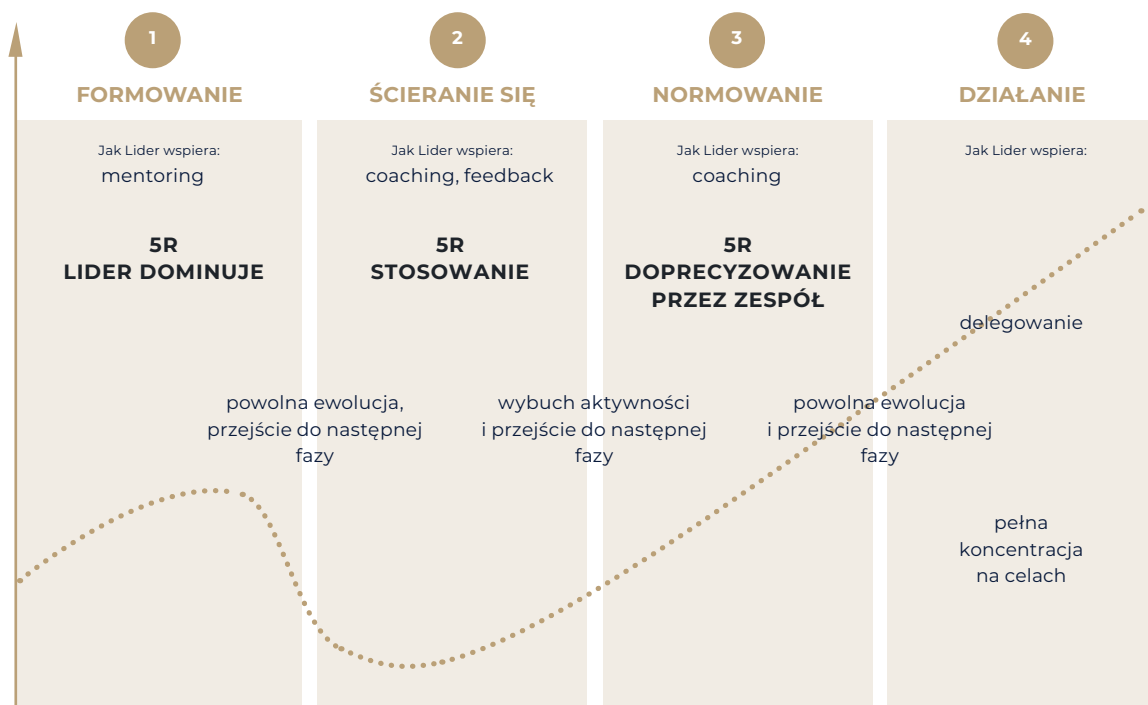 1
FORMOWANIE
Jak Lider wspiera:
mentoring
5R
LIDER DOMINUJE
powolna ewolucja,
przejście do następnej
fazy
2
ŚCIERANIE SIĘ
Jak Lider wspiera:
coaching, feedback
5R
STOSOWANIE
wybuch aktywności
i przejście do następnej
fazy
3
NORMOWANIE
Jak Lider wspiera:
coaching
5R
DOPRECYZOWANIE
PRZEZ ZESPÓŁ
powolna ewolucja
i przejście do następnej
fazy
4
DZIAŁANIE
Jak Lider wspiera:
delegowanie
pełna
koncentracja
na celach